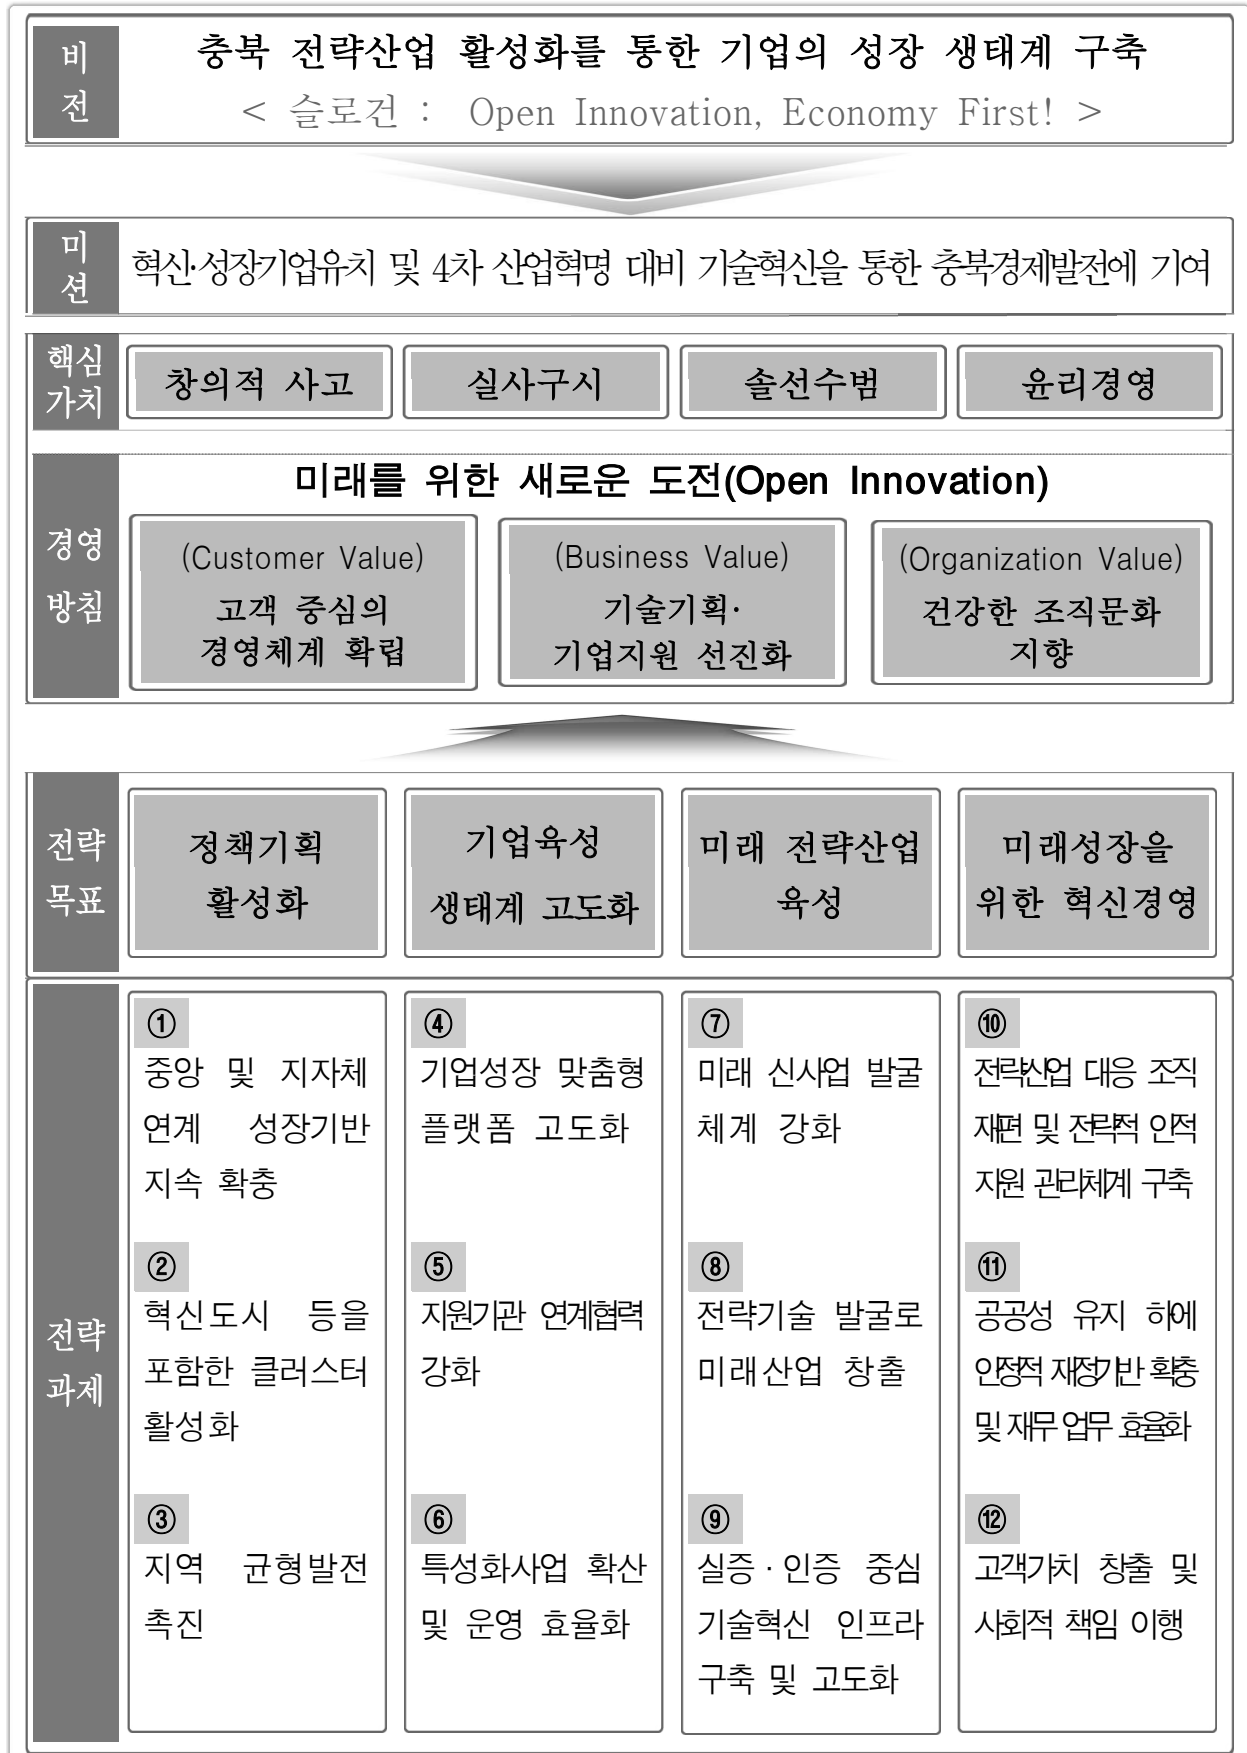 비
전
충북 전략산업 활성화를 통한 기업의 성장 생태계 구축
< 슬로건 : Open Innovation, Economy First! >
미
션
혁신·성장기업유치 및 4차 산업혁명 대비 기술혁신을 통한 충북경제발전에 기여
핵심
가치
창의적 사고
실사구시
솔선수범
윤리경영
경영
방침
미래를 위한 새로운 도전(Open Innovation)
(Customer Value)
고객 중심의
경영체계 확립
(Business Value)
기술기획·
기업지원 선진화
(Organization Value)
건강한 조직문화
지향
전략
목표
정책기획
활성화
기업육성
생태계 고도화
미래 전략산업
육성
미래성장을
위한 혁신경영
전략
과제
①
중앙 및 지자체
연계 성장기반
지속 확충
②
혁신도시 등을
포함한 클러스터
활성화
③
지역 균형발전
촉진
④
기업성장 맞춤형
플랫폼 고도화
⑤
지원기관 연계협력
강화
⑥
특성화사업 확산
및 운영 효율화
⑦
미래 신사업 발굴
체계 강화
⑧
전략기술 발굴로
미래산업 창출
⑨
실증·인증 중심
기술혁신 인프라
구축 및 고도화
⑩
전략산업 대응 조직
재편 및 전략적 인적
자원 관리체계 구축
⑪
공공성 유지 하에
안정적 재정기반 확충
및 재무 업무 효율화
⑫
고객가치 창출 및
사회적 책임 이행